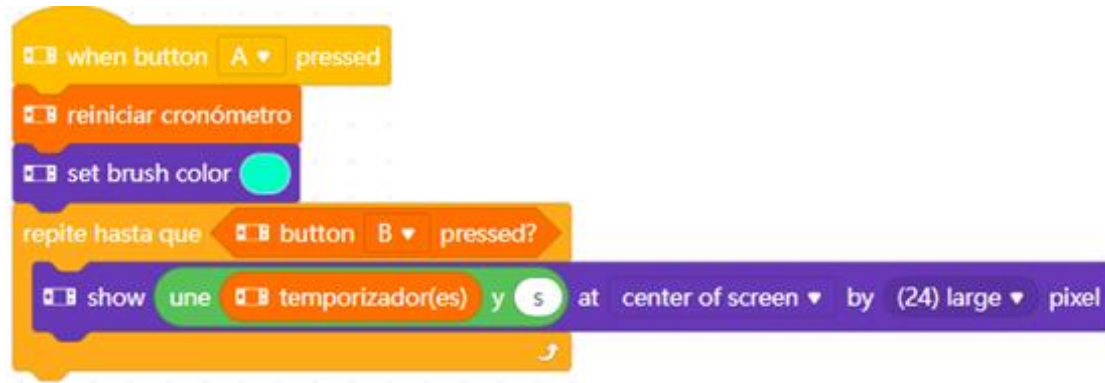 when button A pressed
reiniciar cronómetro
set brush color
repite hasta que button B pressed?
show une temporizador(es) y s at center of screen by (24) large pixel